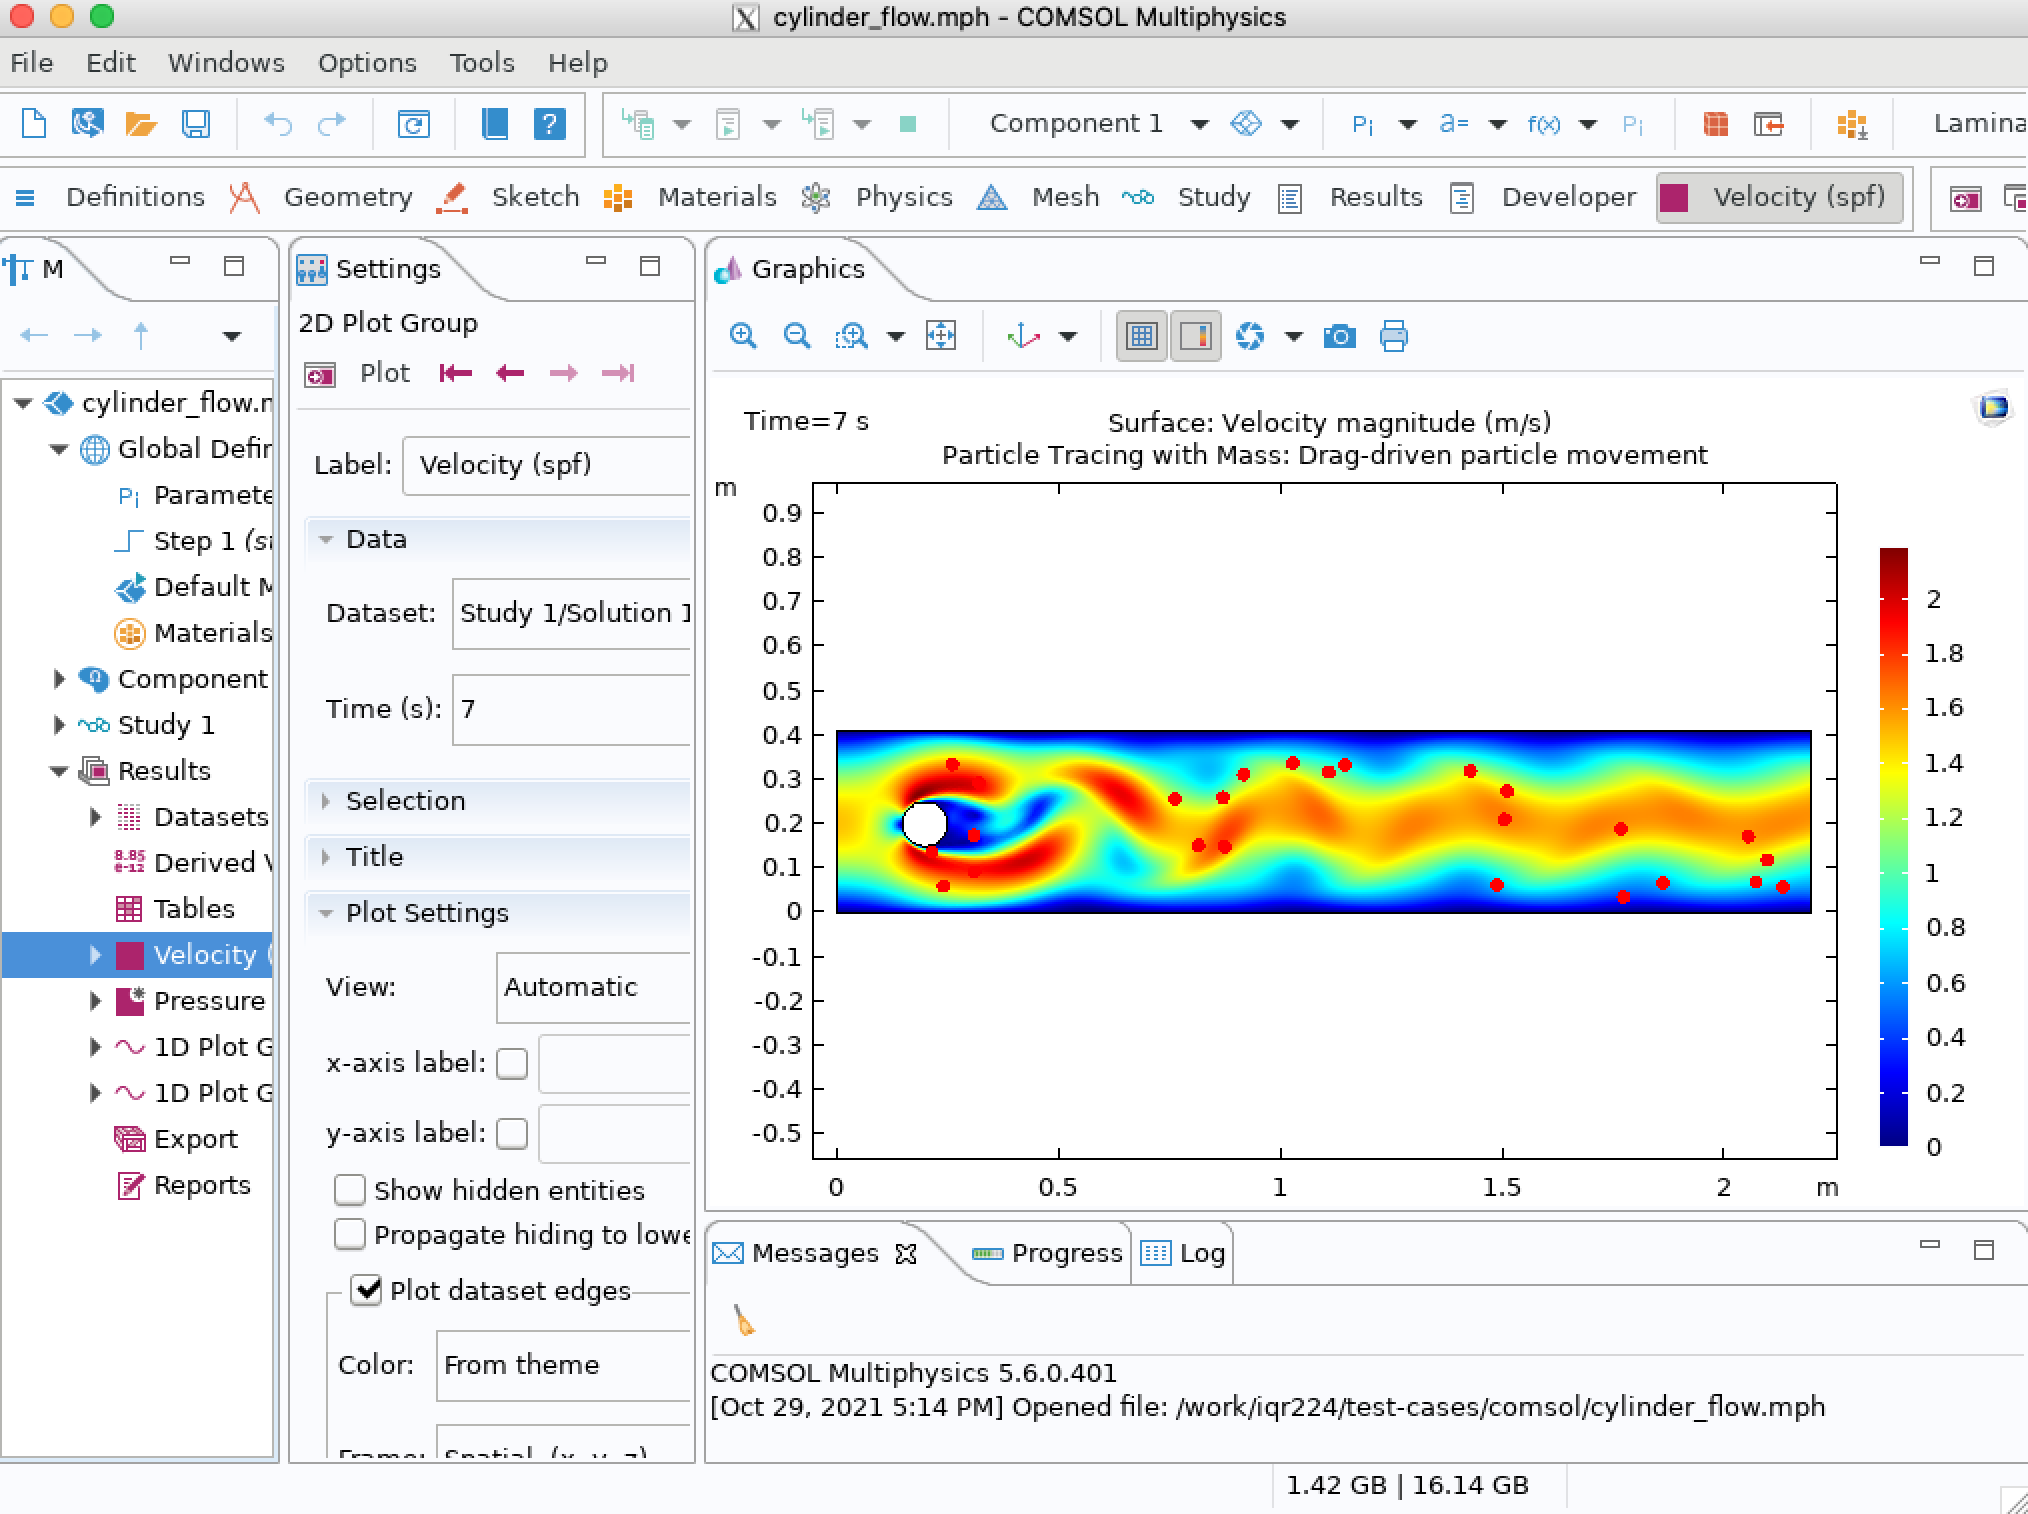 cylinder_flow.mph - COMSOL Multiphysics
File Edit Windows Options Tools Help
Component 1 Pi a= f(x) Pi Lamina
Definitions Geometry Sketch Materials Physics Mesh Study Results Developer Velocity (spf)
M
cylinder_flow.m
Global Defin
Pi Paramete
Step 1 (st
Default M
Materials
Component
Study 1
Results
Datasets
8.85 e-12 Derived V
Tables
Velocity (
Pressure
1D Plot G
1D Plot G
Export
Reports
Settings
2D Plot Group
Plot
Label: Velocity (spf)
Data
Dataset: Study 1/Solution 1
Time (s): 7
Selection
Title
Plot Settings
View: Automatic
x-axis label:
y-axis label:
Show hidden entities
Propagate hiding to lowe
Plot dataset edges
Color: From theme
Frame: Spatial (x, y, z)
Graphics
Time=7 s
Surface: Velocity magnitude (m/s)
Particle Tracing with Mass: Drag-driven particle movement
m
0.9
0.8
0.7
0.6
0.5
0.4
0.3
0.2
0.1
0
-0.1
-0.2
-0.3
-0.4
-0.5
0 0.5 1 1.5 2 m
2
1.8
1.6
1.4
1.2
1
0.8
0.6
0.4
0.2
0
Messages Progress Log
COMSOL Multiphysics 5.6.0.401
[Oct 29, 2021 5:14 PM] Opened file: /work/iqr224/test-cases/comsol/cylinder_flow.mph
1.42 GB | 16.14 GB